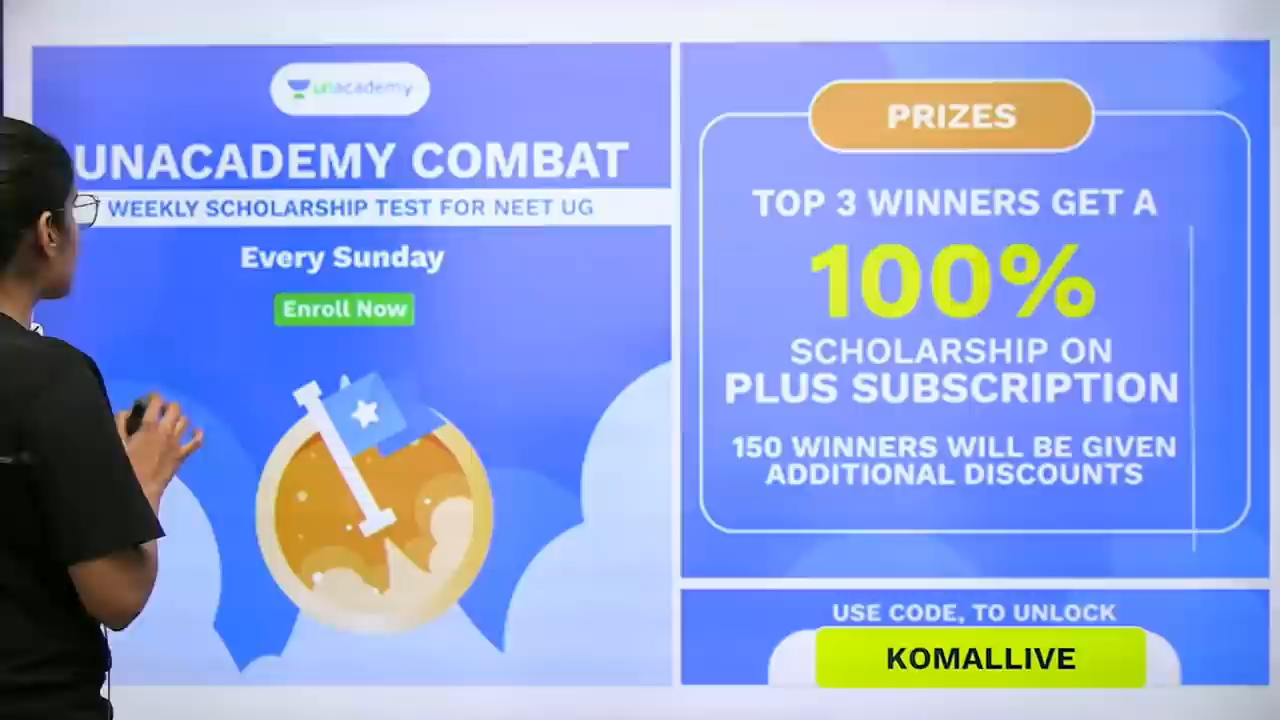 unacademy
UNACADEMY COMBAT
WEEKLY SCHOLARSHIP TEST FOR NEET UG
Every Sunday
Enroll Now
PRIZES
TOP 3 WINNERS GET A
100%
SCHOLARSHIP ON
PLUS SUBSCRIPTION
150 WINNERS WILL BE GIVEN
ADDITIONAL DISCOUNTS
USE CODE, TO UNLOCK
KOMALLIVE